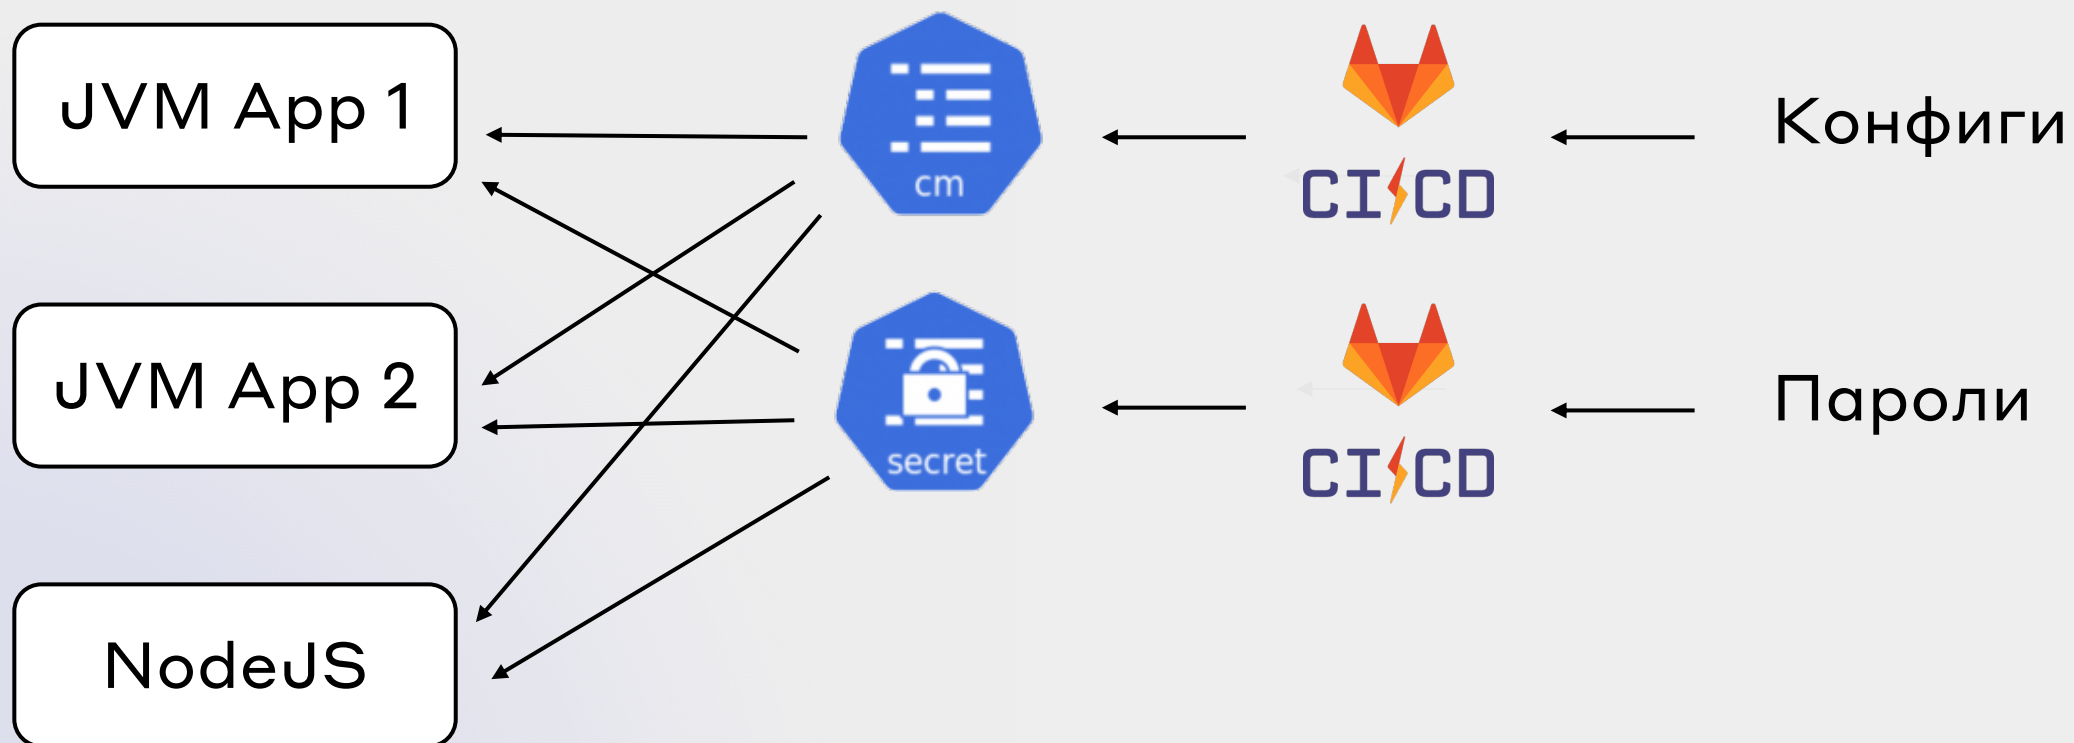 JVM App 1
cm
CI/CD
Конфиги
JVM App 2
secret
CI/CD
Пароли
NodeJS